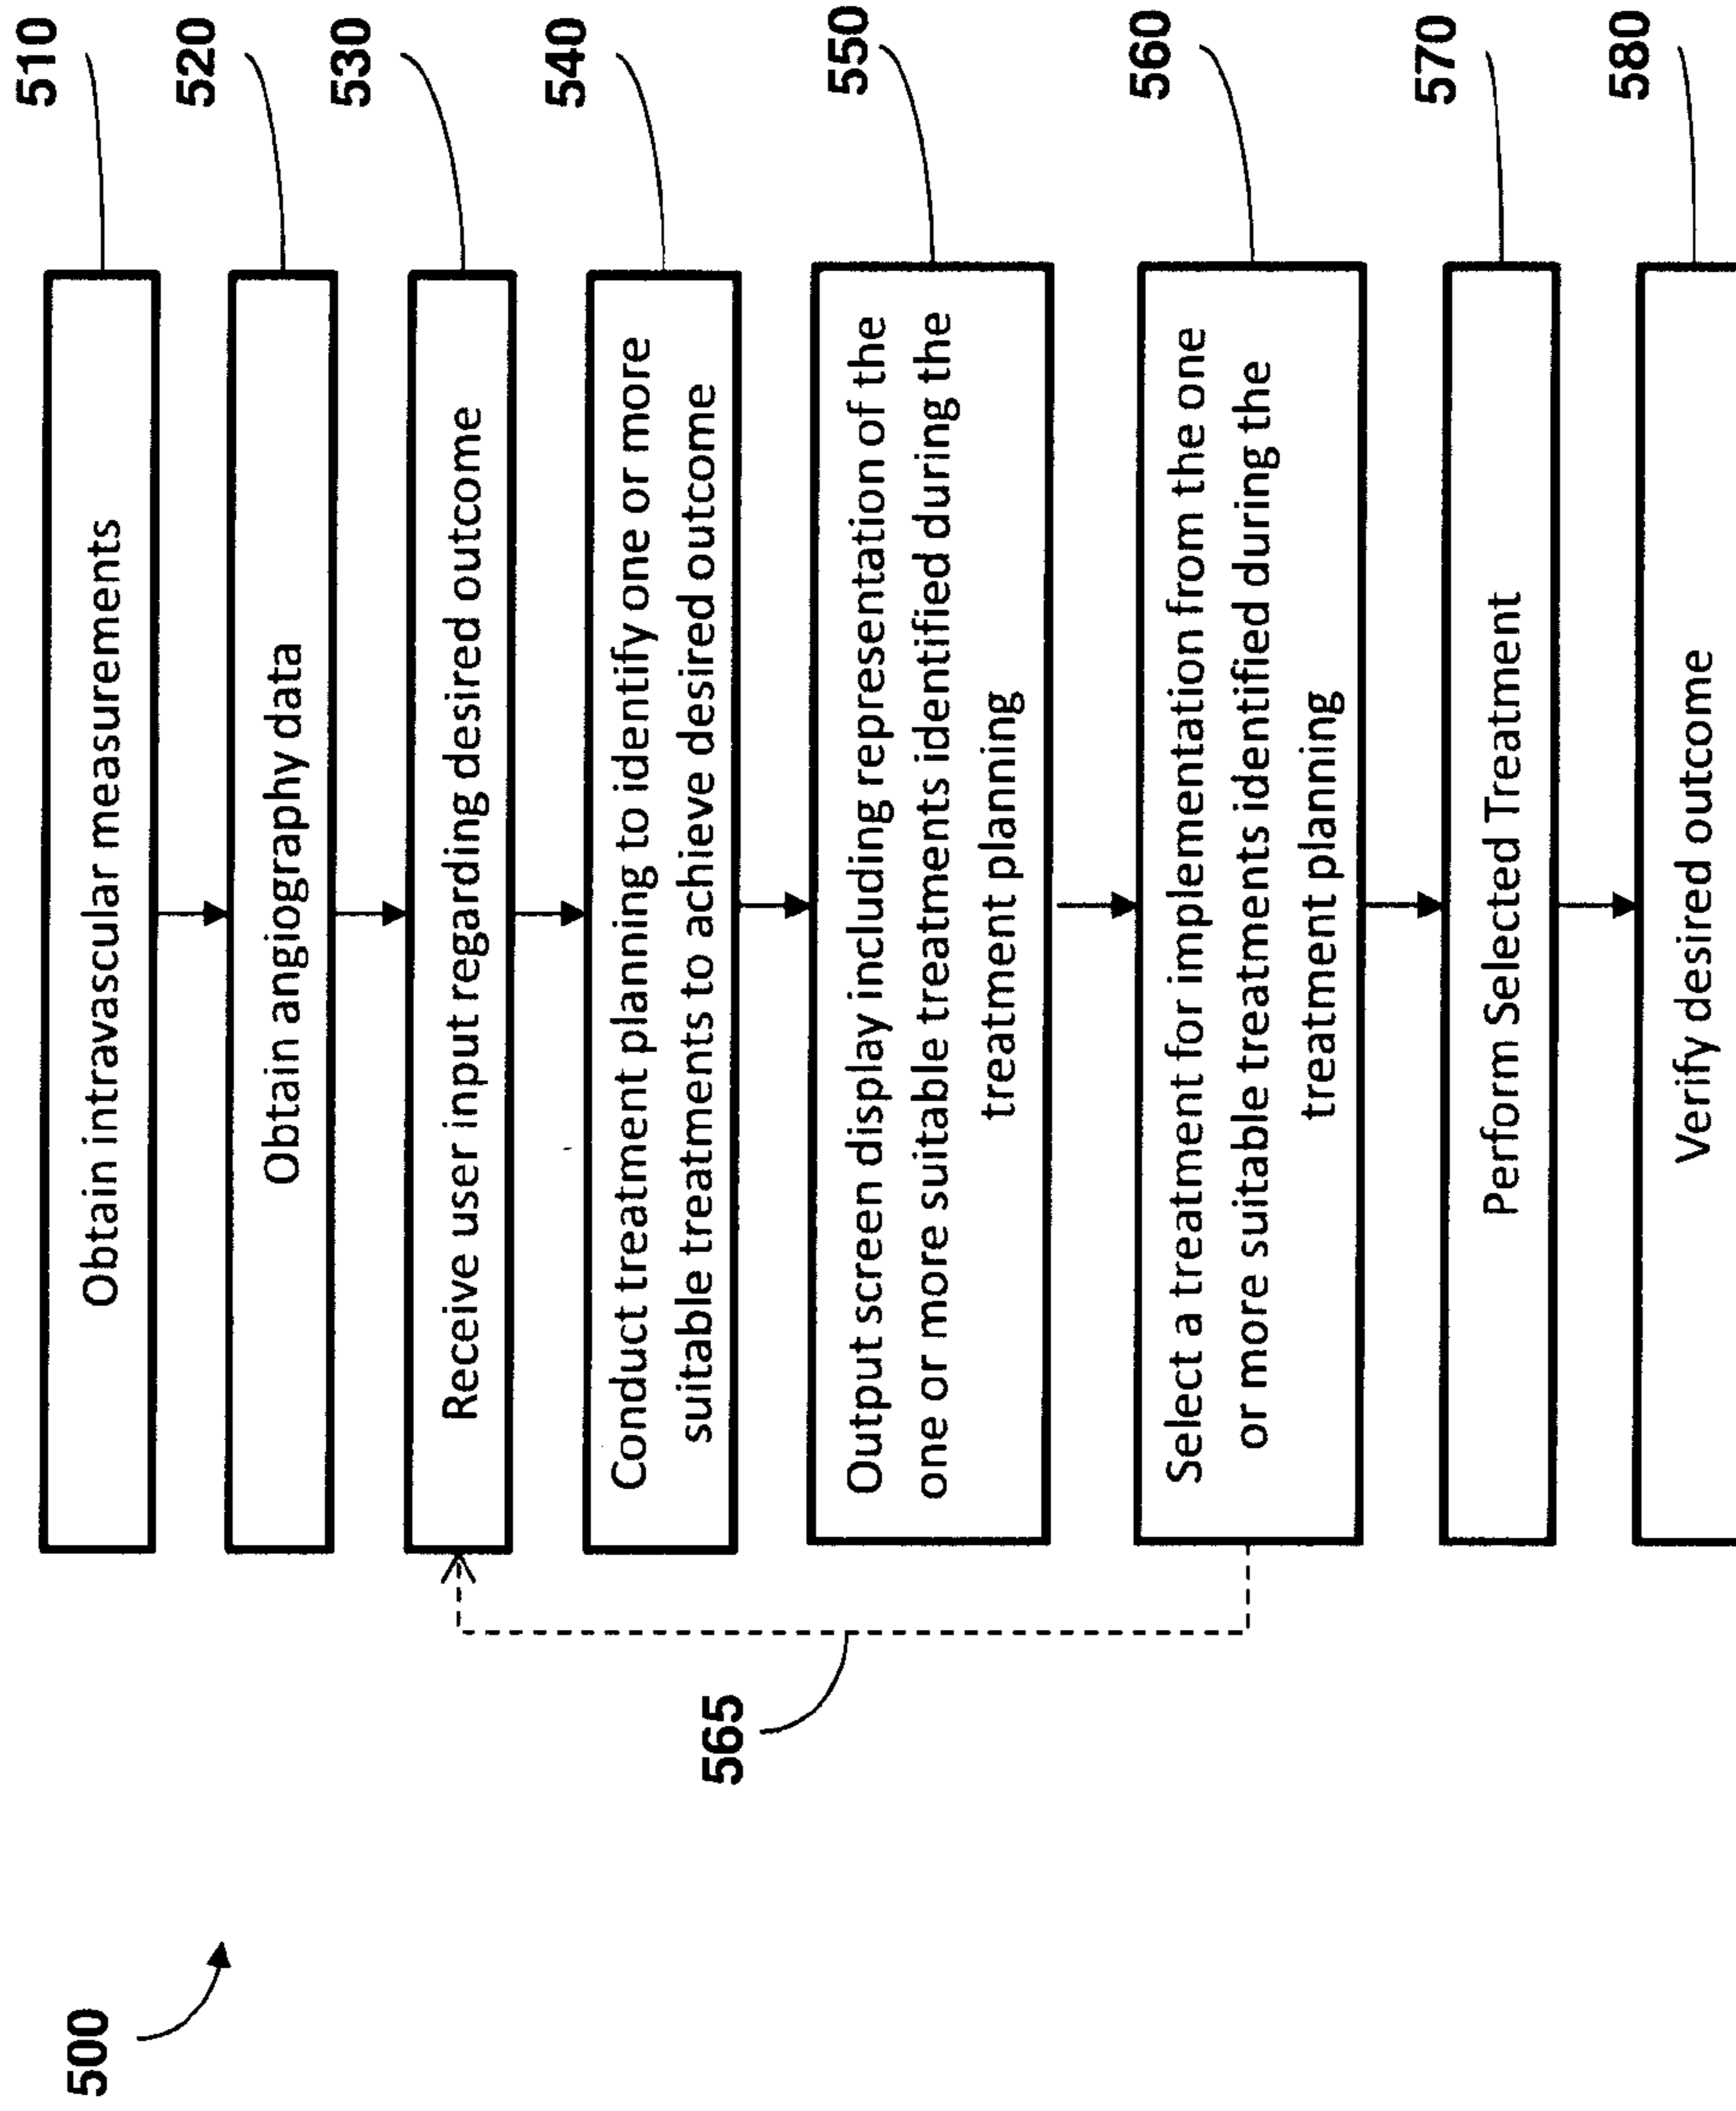 500
Obtain intravascular measurements
510
Obtain angiography data
520
Receive user input regarding desired outcome
530
Conduct treatment planning to identify one or more
suitable treatments to achieve desired outcome
540
Output screen display including representation of the
one or more suitable treatments identified during the
treatment planning
550
Select a treatment for implementation from the one
or more suitable treatments identified during the
treatment planning
560
565
Perform Selected Treatment
570
Verify desired outcome
580